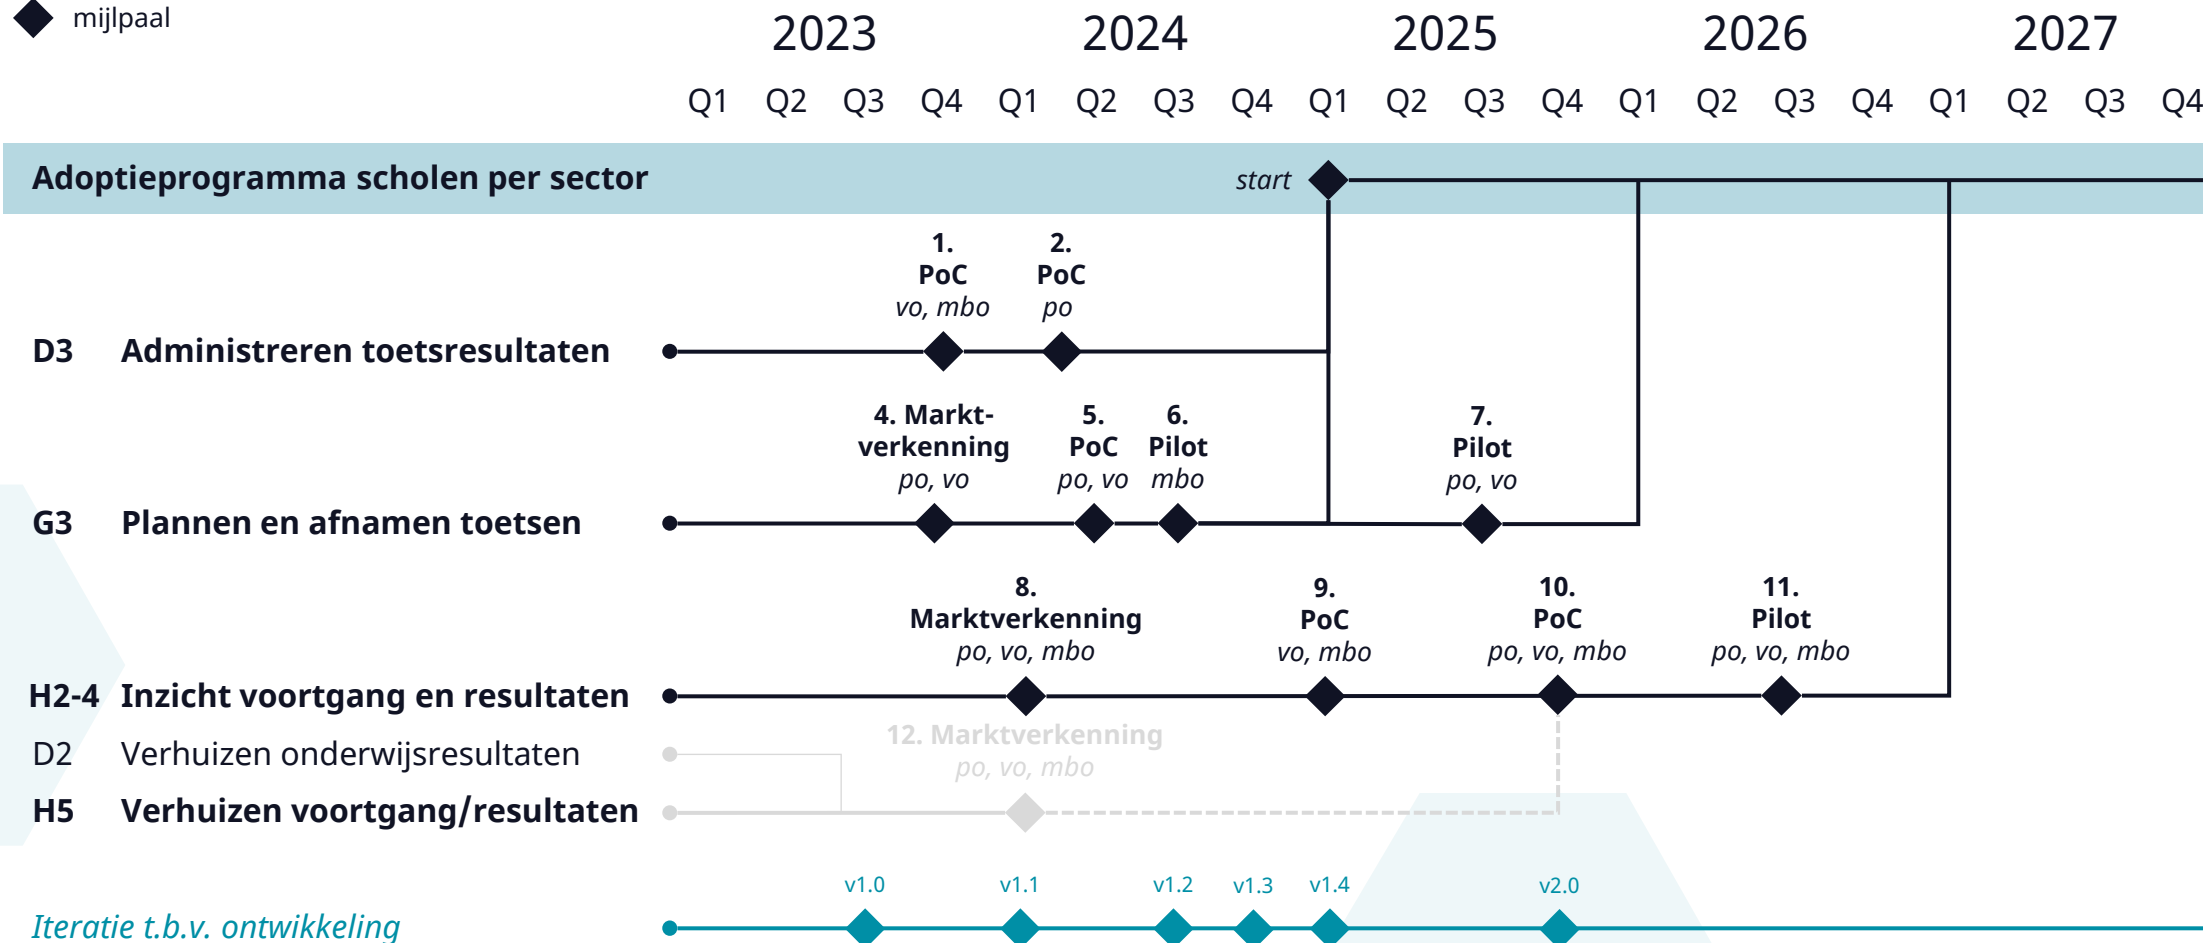 mijlpaal
2023 2024 2025 2026 2027
Q1 Q2 Q3 Q4 Q1 Q2 Q3 Q4 Q1 Q2 Q3 Q4 Q1 Q2 Q3 Q4 Q1 Q2 Q3 Q4
Adoptieprogramma scholen per sector
start
1.
PoC
vo, mbo
2.
PoC
po
D3 Administreren toetsresultaten
4. Markt-
verkenning
po, vo
5.
PoC
po, vo
6.
Pilot
mbo
7.
Pilot
po, vo
G3 Plannen en afnamen toetsen
8.
Marktverkenning
po, vo, mbo
9.
PoC
vo, mbo
10.
PoC
po, vo, mbo
11.
Pilot
po, vo, mbo
H2-4 Inzicht voortgang en resultaten
12. Marktverkenning
po, vo, mbo
D2 Verhuizen onderwijsresultaten
H5 Verhuizen voortgang/resultaten
v1.0 v1.1 v1.2 v1.3 v1.4 v2.0
Iteratie t.b.v. ontwikkeling